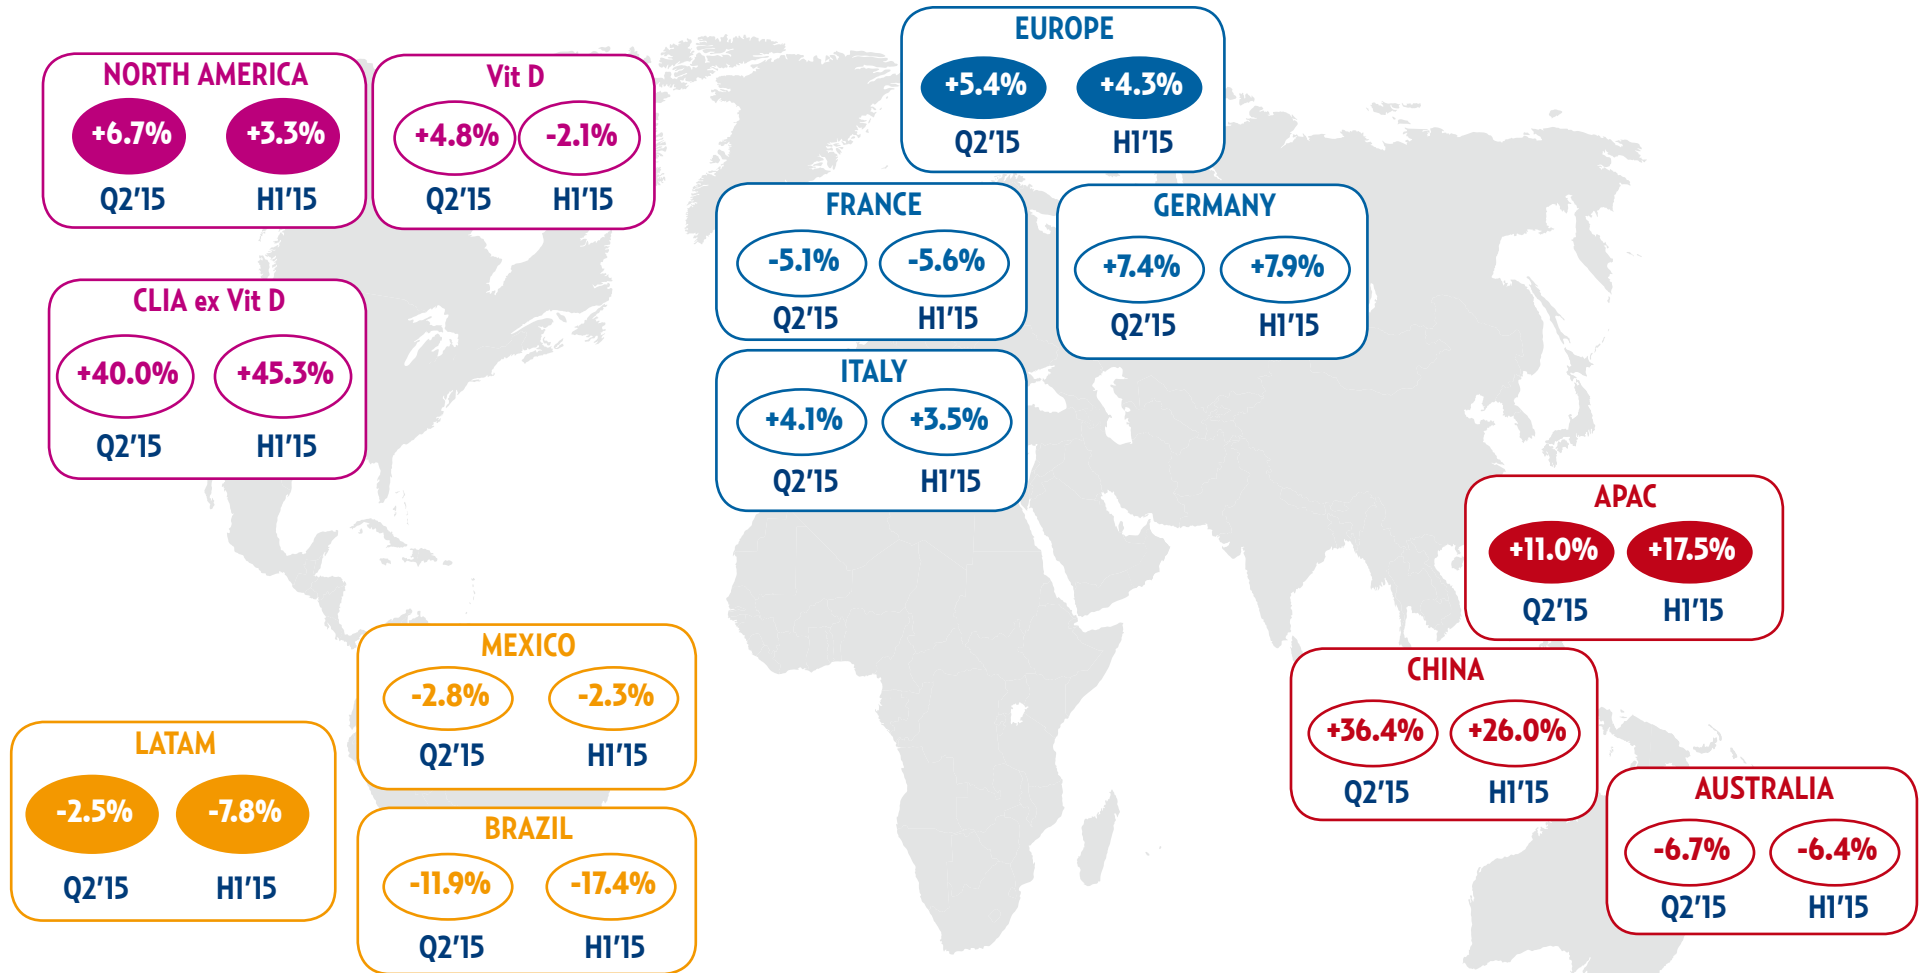 NORTH AMERICA
+6.7% +3.3%
Q2'15 H1'15
Vit D
+4.8% -2.1%
Q2'15 H1'15
CLIA ex Vit D
+40.0% +45.3%
Q2'15 H1'15
EUROPE
+5.4% +4.3%
Q2'15 H1'15
FRANCE
-5.1% -5.6%
Q2'15 H1'15
GERMANY
+7.4% +7.9%
Q2'15 H1'15
ITALY
+4.1% +3.5%
Q2'15 H1'15
APAC
+11.0% +17.5%
Q2'15 H1'15
CHINA
+36.4% +26.0%
Q2'15 H1'15
AUSTRALIA
-6.7% -6.4%
Q2'15 H1'15
MEXICO
-2.8% -2.3%
Q2'15 H1'15
LATAM
-2.5% -7.8%
Q2'15 H1'15
BRAZIL
-11.9% -17.4%
Q2'15 H1'15